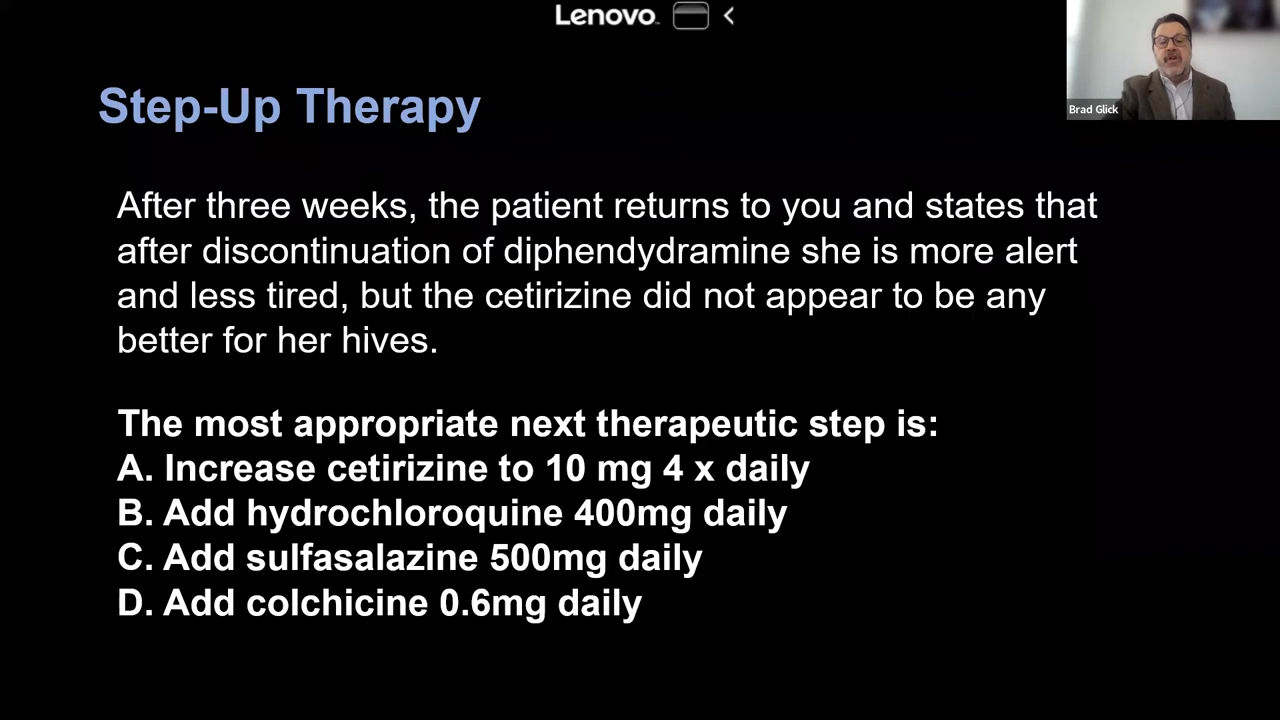 Lenovo
Brad Glick
Step-Up Therapy
After three weeks, the patient returns to you and states that
after discontinuation of diphendydramine she is more alert
and less tired, but the cetirizine did not appear to be any
better for her hives.
The most appropriate next therapeutic step is:
A. Increase cetirizine to 10 mg 4 x daily
B. Add hydrochloroquine 400mg daily
C. Add sulfasalazine 500mg daily
D. Add colchicine 0.6mg daily